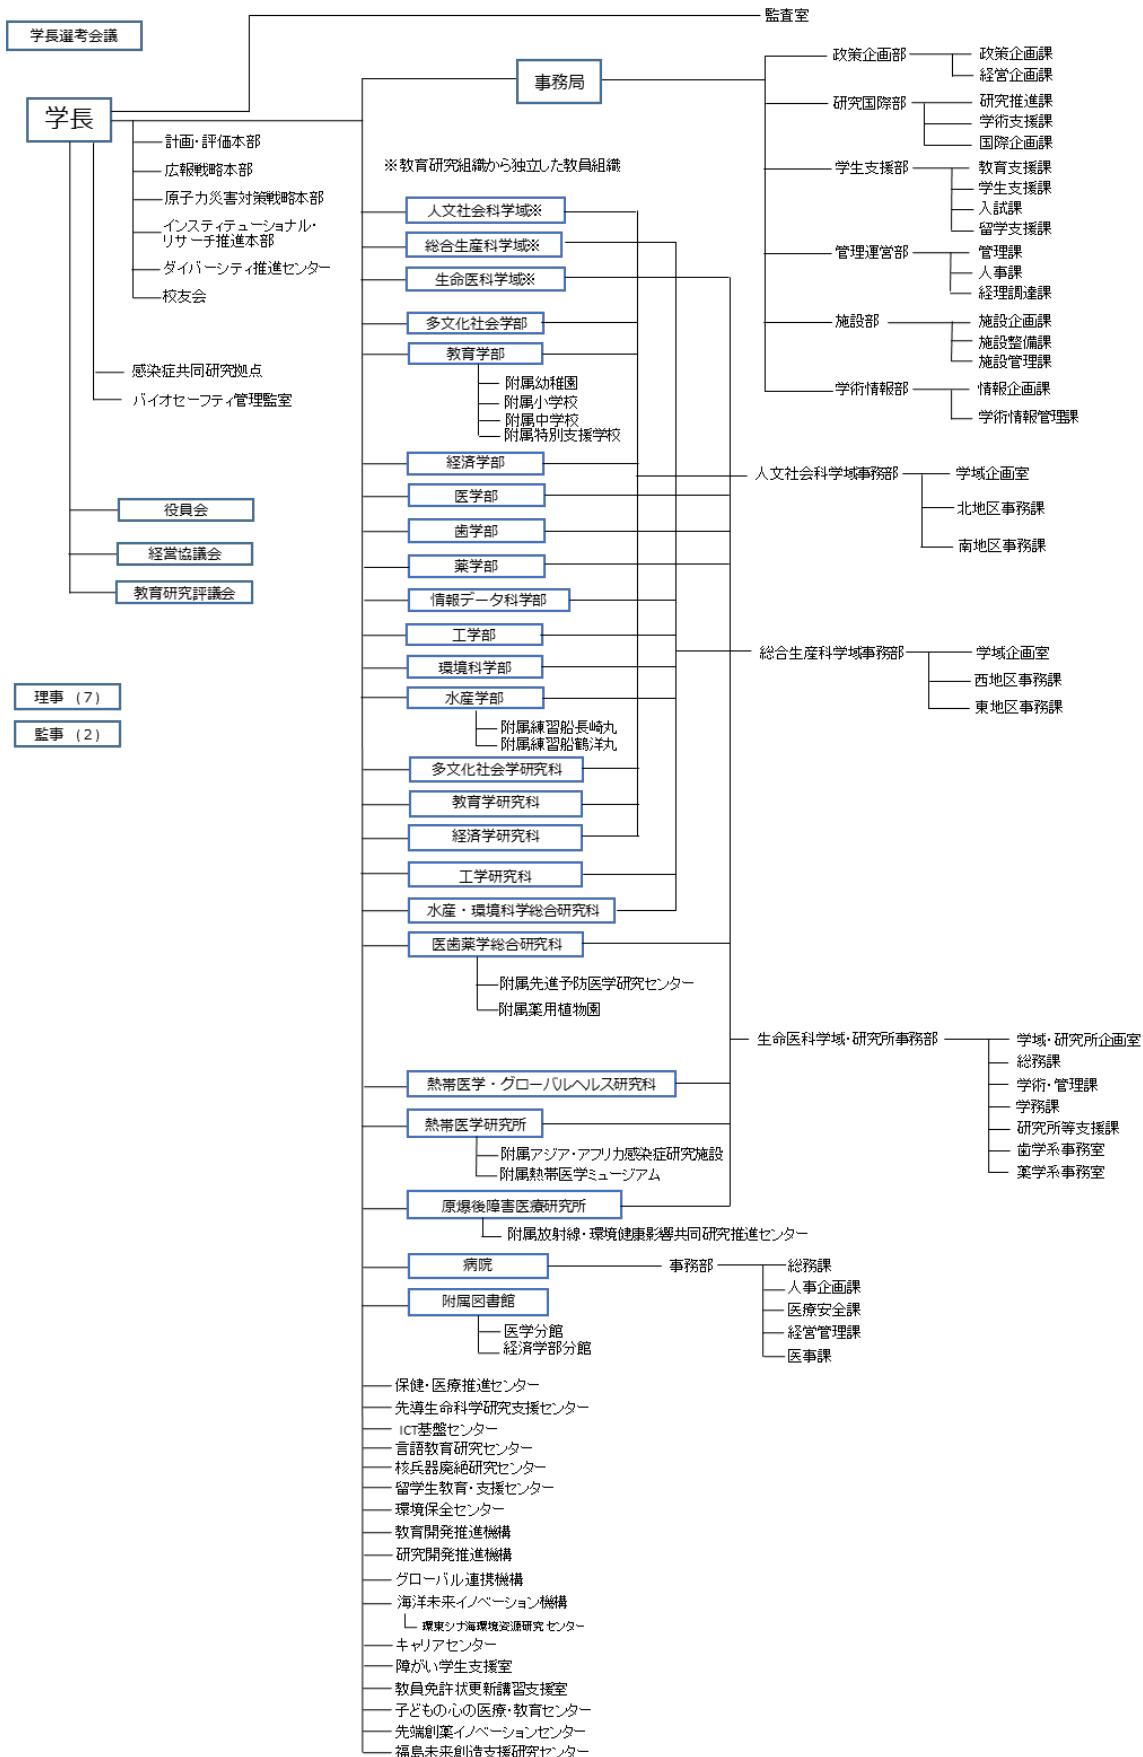 監査室
学長選考会議
学長
計画・評価本部
広報戦略本部
原子力災害対策戦略本部
インスティテューショナル・
リサーチ推進本部
ダイバーシティ推進センター
校友会
感染症共同研究拠点
バイオセーフティ管理監室
役員会
経営協議会
教育研究評議会
理事 (7)
監事 (2)
事務局
政策企画部
政策企画課
経営企画課
研究国際部
研究推進課
学術支援課
国際企画課
学生支援部
教育支援課
学生支援課
入試課
留学支援課
管理運営部
管理課
人事課
経理調達課
施設部
施設企画課
施設整備課
施設管理課
学術情報部
情報企画課
学術情報管理課
※教育研究組織から独立した教員組織
人文社会科学域※
総合生産科学域※
生命医科学域※
多文化社会学部
教育学部
附属幼稚園
附属小学校
附属中学校
附属特別支援学校
経済学部
医学部
歯学部
薬学部
情報データ科学部
工学部
環境科学部
水産学部
附属練習船長崎丸
附属練習船鶴洋丸
多文化社会学研究科
教育学研究科
経済学研究科
工学研究科
水産・環境科学総合研究科
医歯薬学総合研究科
附属先進予防医学研究センター
附属薬用植物園
熱帯医学・グローバルヘルス研究科
熱帯医学研究所
附属アジア・アフリカ感染症研究施設
附属熱帯医学ミュージアム
原爆後障害医療研究所
附属放射線・環境健康影響共同研究推進センター
人文社会科学域事務部
学域企画室
北地区事務課
南地区事務課
総合生産科学域事務部
学域企画室
西地区事務課
東地区事務課
生命医科学域・研究所事務部
学域・研究所企画室
総務課
学術・管理課
学務課
研究所等支援課
歯学系事務室
薬学系事務室
病院
事務部
総務課
人事企画課
医療安全課
経営管理課
医事課
附属図書館
医学分館
経済学部分館
保健・医療推進センター
先導生命科学研究支援センター
ICT基盤センター
言語教育研究センター
核兵器廃絶研究センター
留学生教育・支援センター
環境保全センター
教育開発推進機構
研究開発推進機構
グローバル連携機構
海洋未来イノベーション機構
環東シナ海環境資源研究センター
キャリアセンター
障がい学生支援室
教員免許状更新講習支援室
子どもの心の医療・教育センター
先端創薬イノベーションセンター
福島未来創造支援研究センター